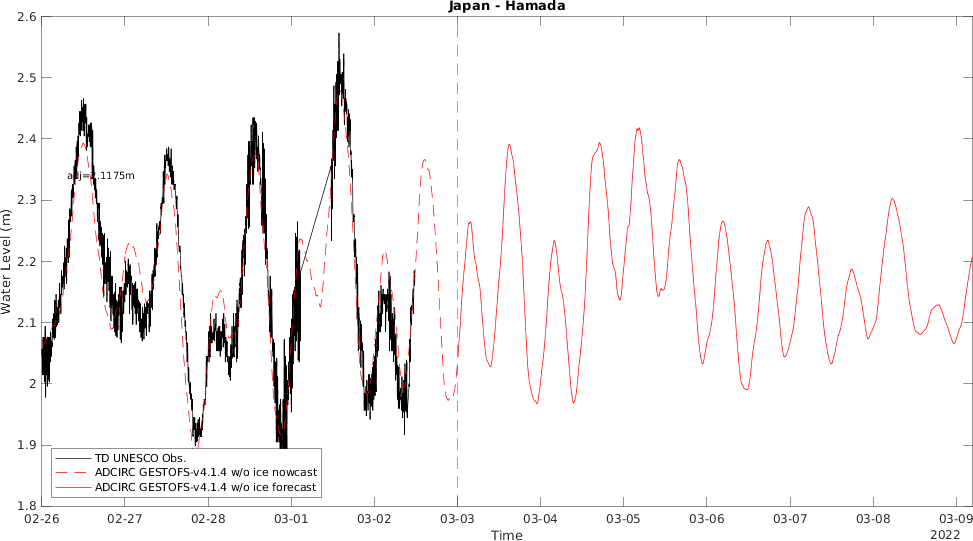 Japan - Hamada
2.6
2.5
2.4
2.3
2.2
2.1
2
1.9
1.8
Water Level (m)
adj=2.1175m
TD UNESCO Obs.
ADCIRC GESTOFS-v4.1.4 w/o ice nowcast
ADCIRC GESTOFS-v4.1.4 w/o ice forecast
02-26 02-27 02-28 03-01 03-02 03-03 03-04 03-05 03-06 03-07 03-08 03-09
Time
2022